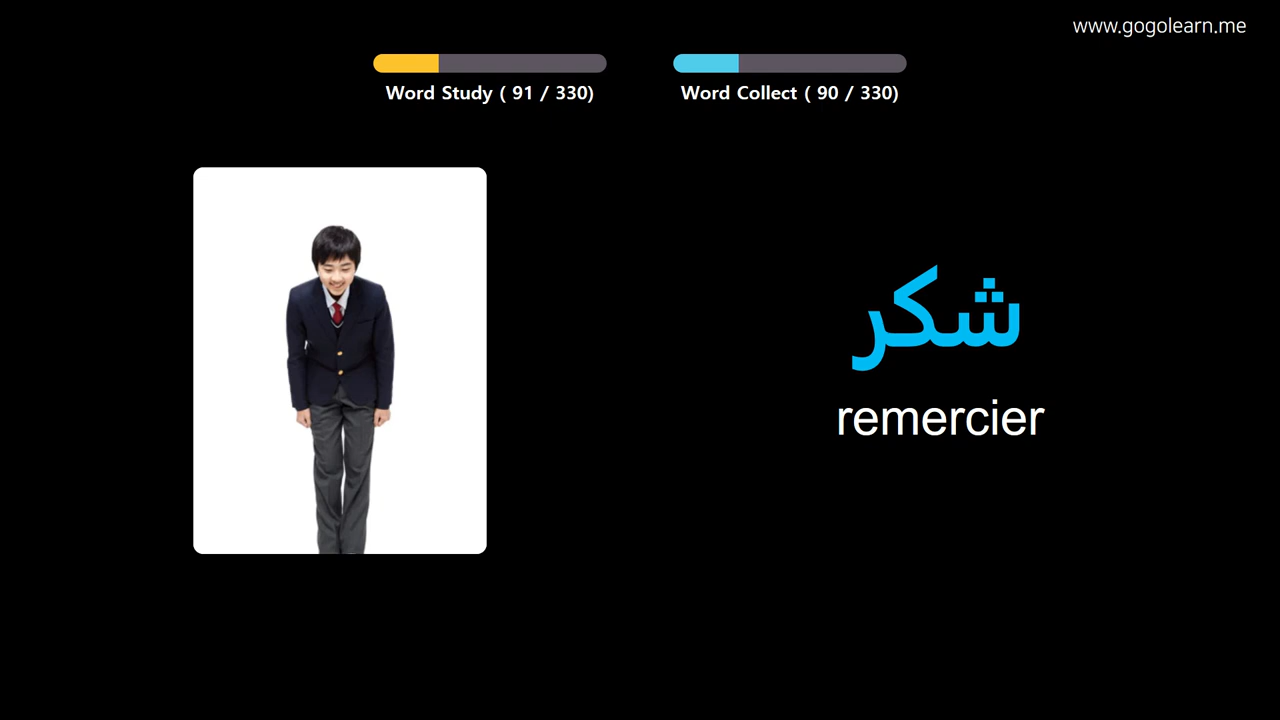 www.gogolearn.me
Word Study ( 91 / 330)
Word Collect ( 90 / 330)
شكر
remercier